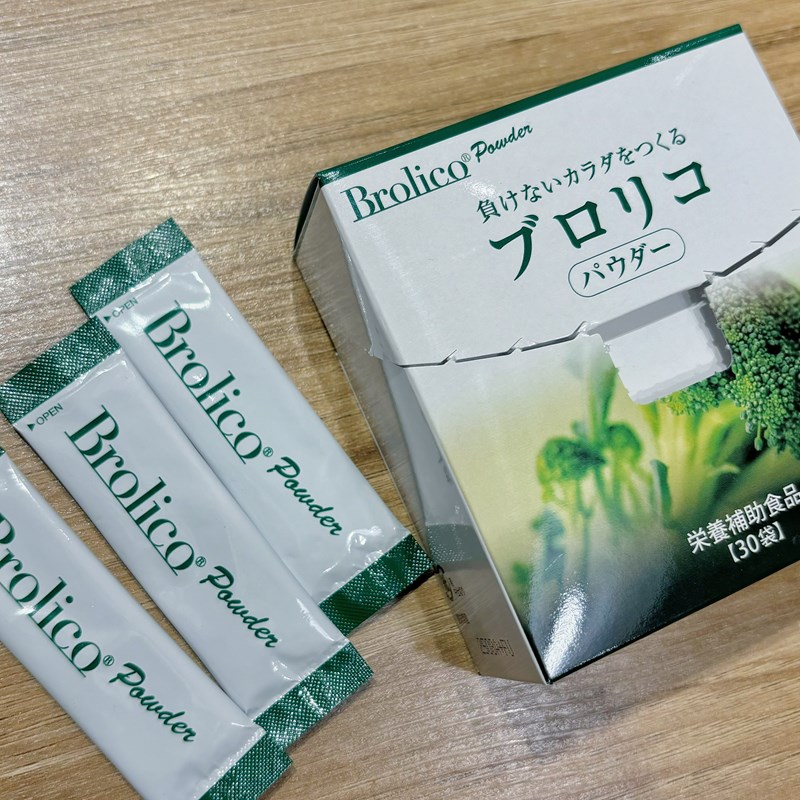 Brolico® Powder
負けないカラダをつくる
ブロリコ
パウダー
栄養補助食品
【30袋】
▶OPEN
Brolico® Powder
▶OPEN
Brolico® Powder
Brolico® Powder